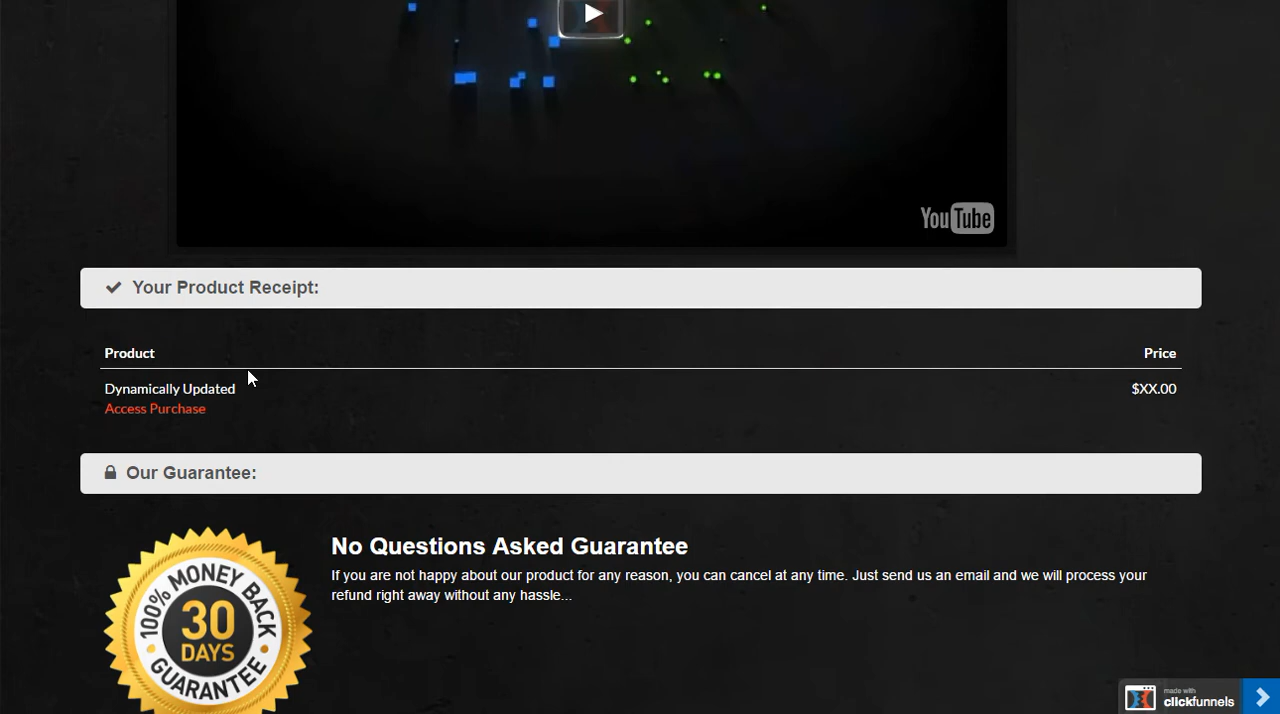 YouTube
Your Product Receipt:
Product Price
Dynamically Updated $XX.00
Access Purchase
Our Guarantee:
100% MONEY BACK
30
DAYS
GUARANTEE
No Questions Asked Guarantee
If you are not happy about our product for any reason, you can cancel at any time. Just send us an email and we will process your
refund right away without any hassle...
made with
clickfunnels